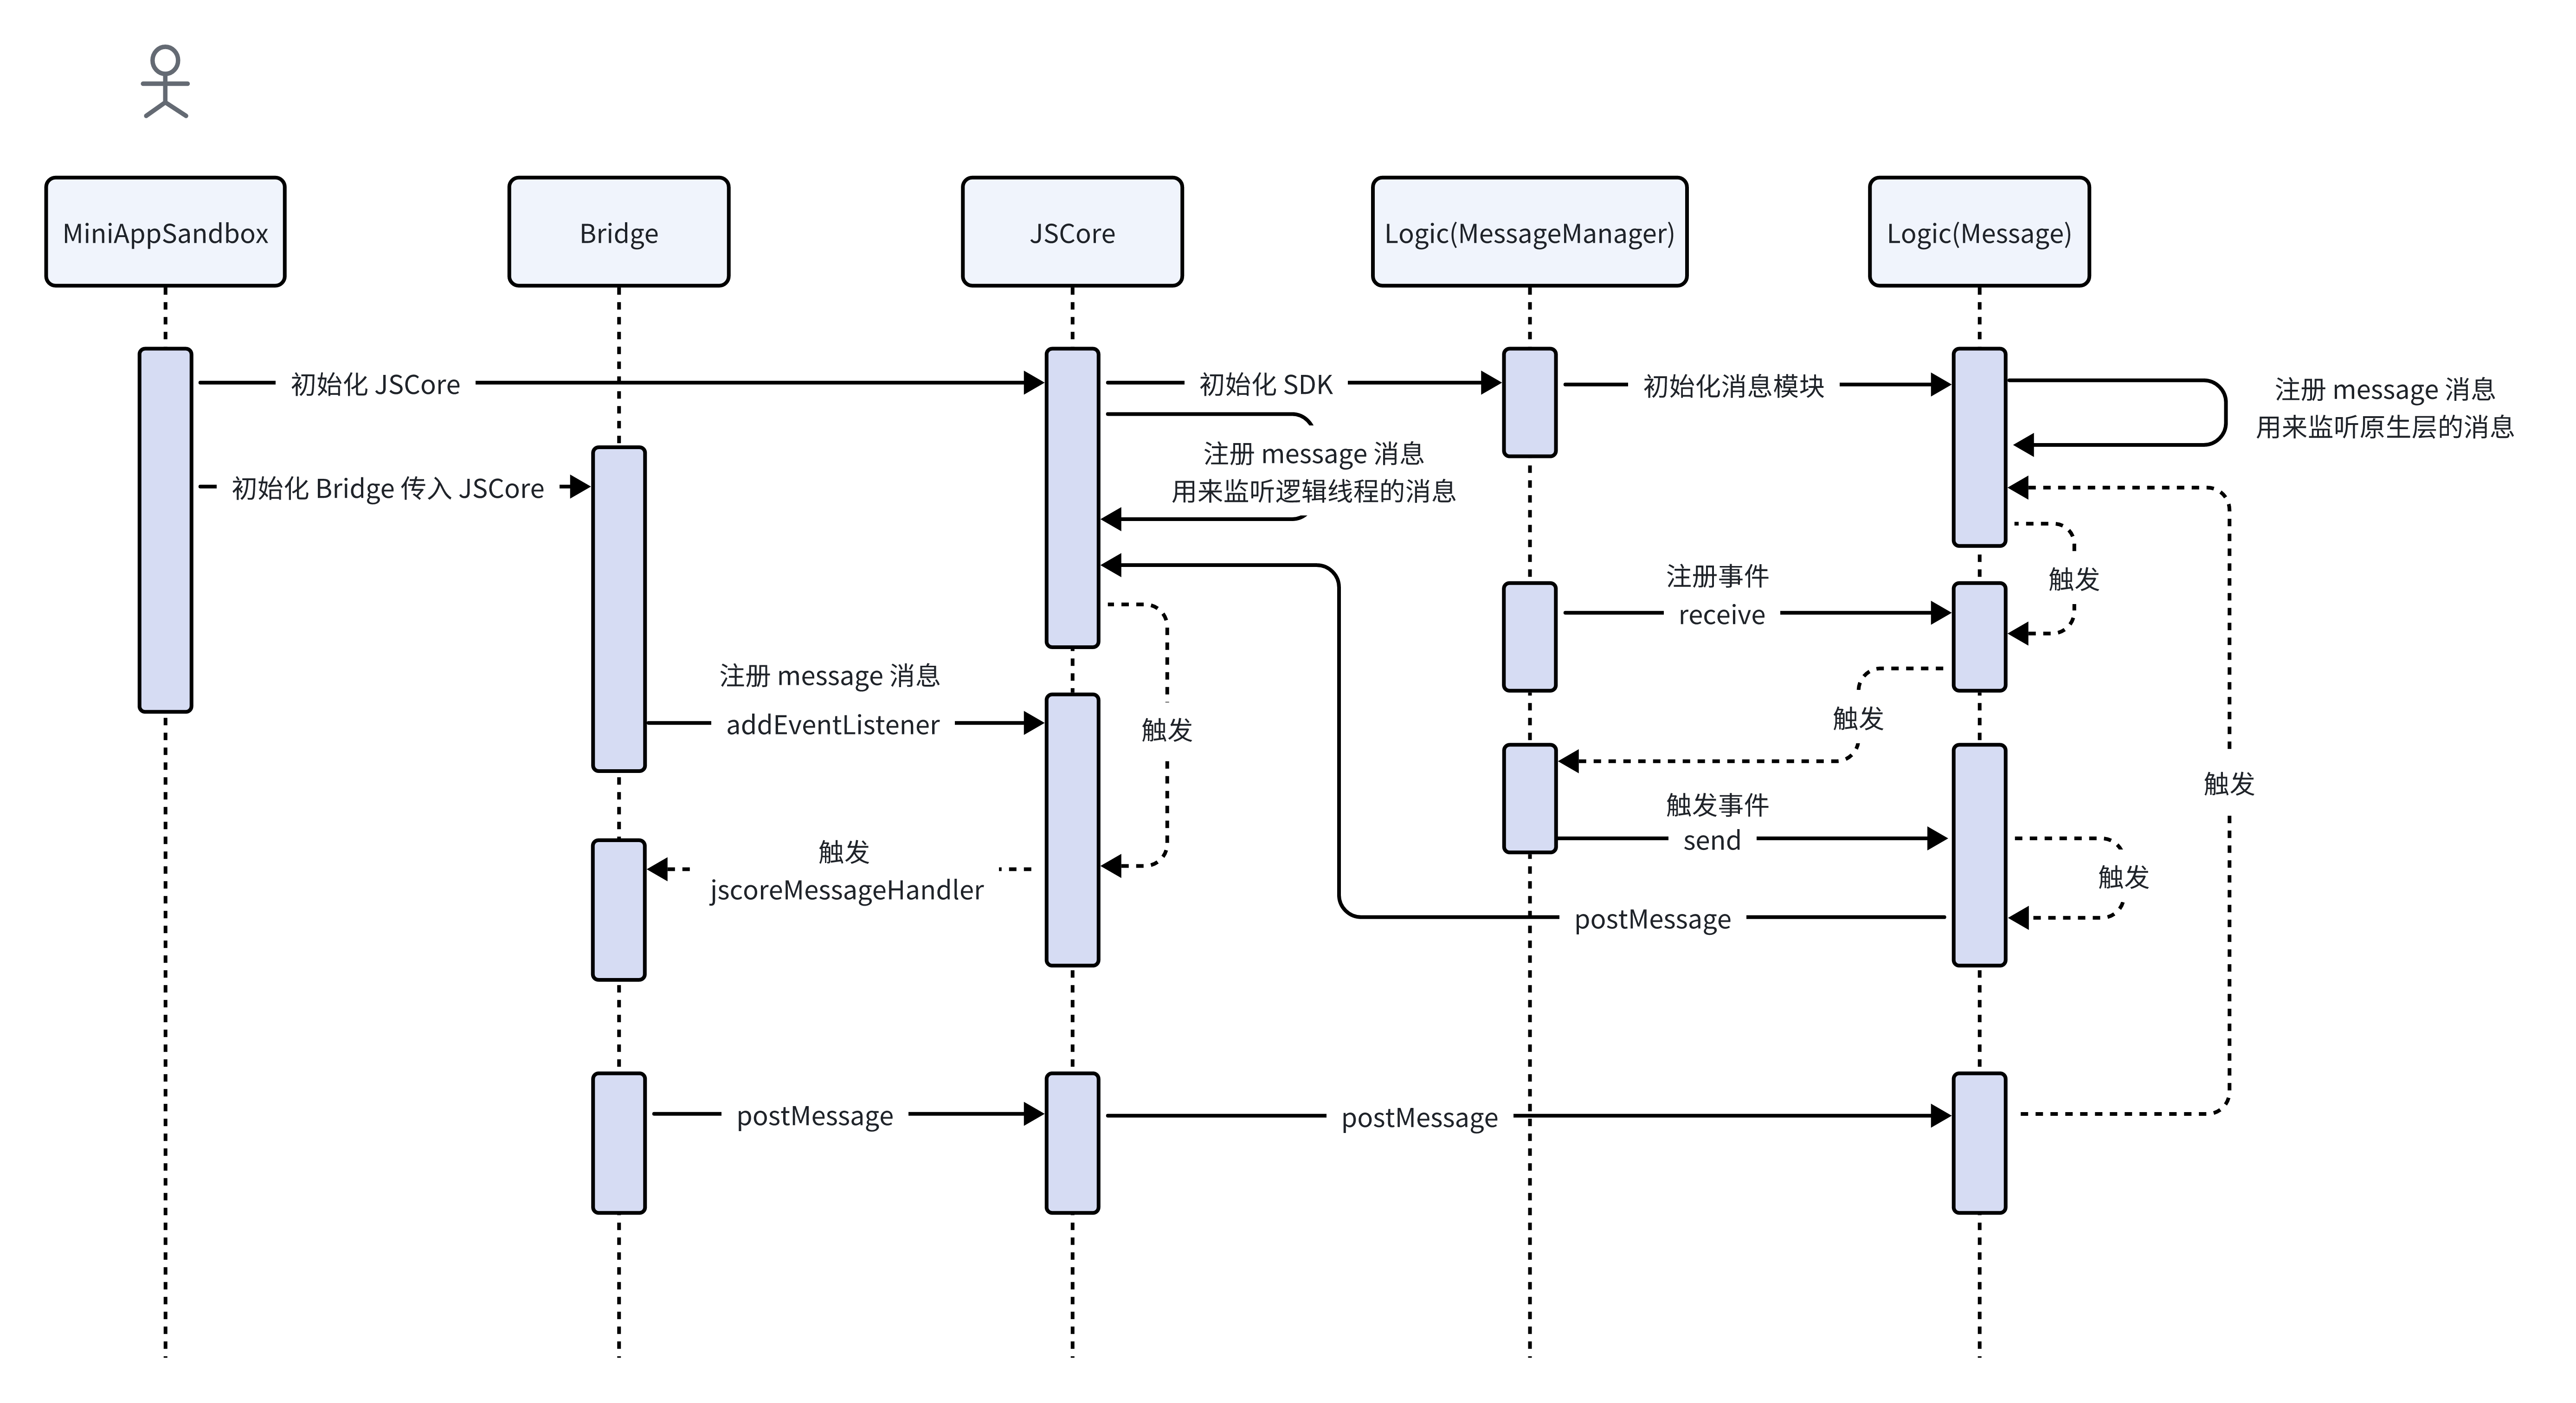 MiniAppSandbox
Bridge
JSCore
Logic(MessageManager)
Logic(Message)
初始化 JSCore
初始化 SDK
初始化消息模块
注册 message 消息
用来监听原生层的消息
注册 message 消息
用来监听逻辑线程的消息
初始化 Bridge 传入 JSCore
注册事件
receive
触发
注册 message 消息
addEventListener
触发
触发
触发
触发事件
send
触发
jscoreMessageHandler
触发
postMessage
postMessage
postMessage